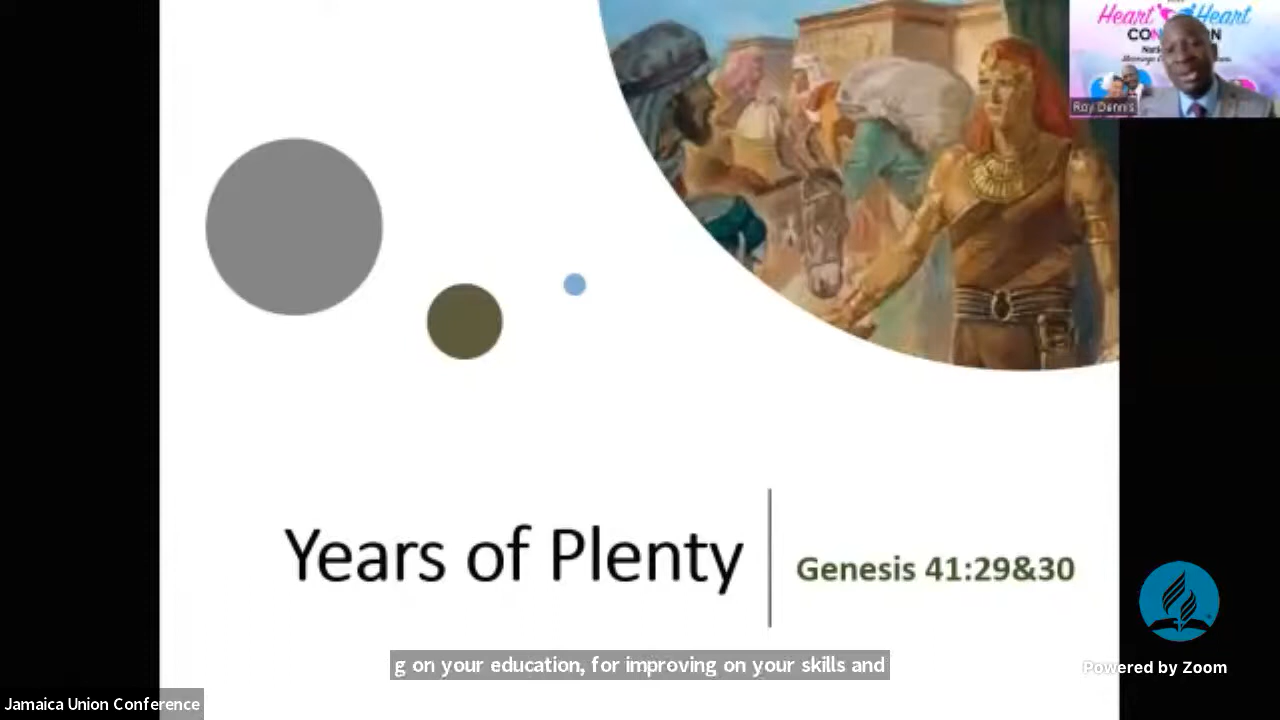 Heart Heart
Roy Dennis
Years of Plenty
Genesis 41:29&30
g on your education, for improving on your skills and
Powered by Zoom
Jamaica Union Conference